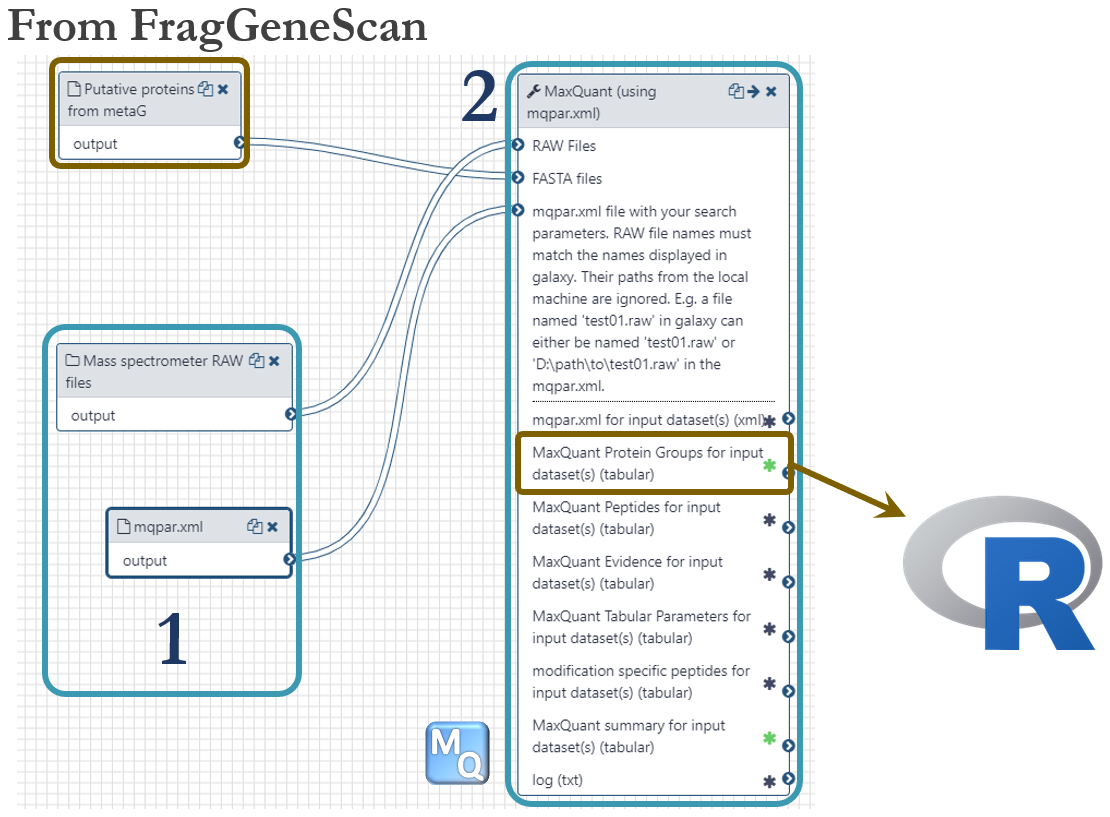 From FragGeneScan
Putative proteins
from metaG
output
Mass spectrometer RAW
files
output
mqpar.xml
output
1
2
MaxQuant (using
mqpar.xml)
RAW Files
FASTA files
mqpar.xml file with your search
parameters. RAW file names must
match the names displayed in
galaxy. Their paths from the local
machine are ignored. E.g. a file
named 'test01.raw' in galaxy can
either be named 'test01.raw' or
'D:\path\to\test01.raw' in the
mqpar.xml.
mqpar.xml for input dataset(s) (xml)
MaxQuant Protein Groups for input
dataset(s) (tabular)
MaxQuant Peptides for input
dataset(s) (tabular)
MaxQuant Evidence for input
dataset(s) (tabular)
MaxQuant Tabular Parameters for
input dataset(s) (tabular)
modification specific peptides for
input dataset(s) (tabular)
MaxQuant summary for input
dataset(s) (tabular)
log (txt)
MQ
R